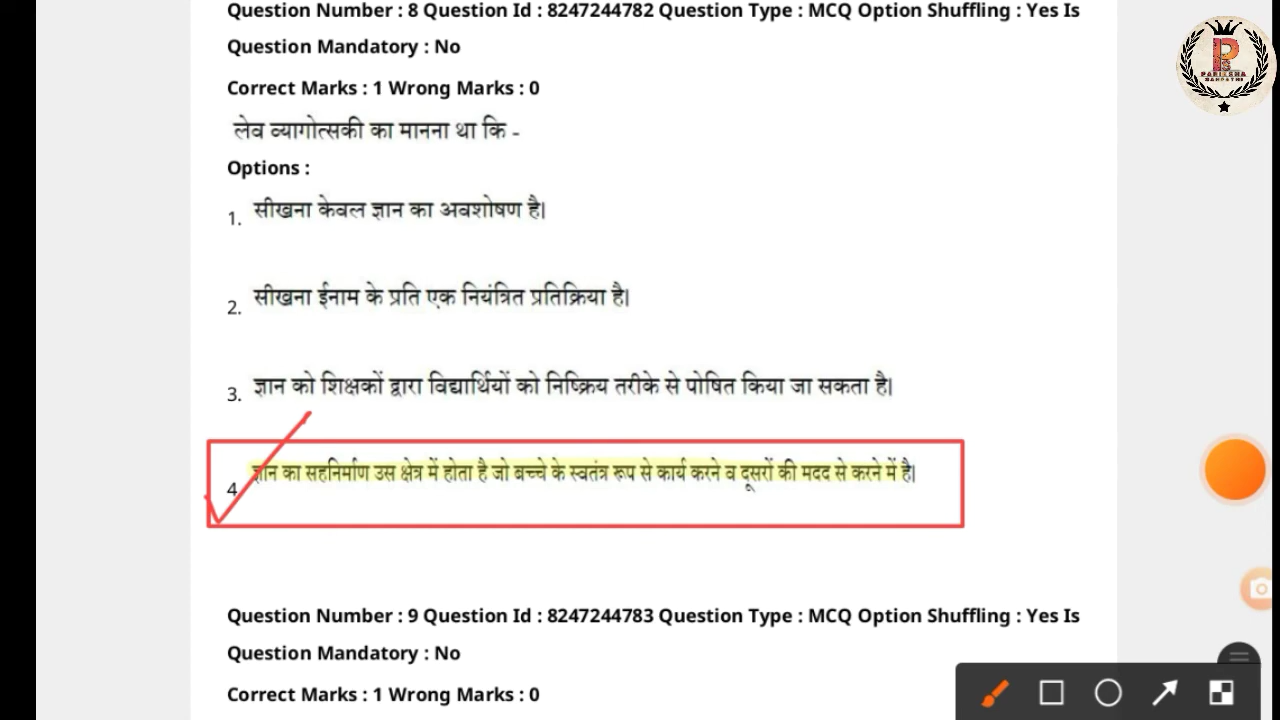 Question Number : 8 Question Id : 8247244782 Question Type : MCQ Option Shuffling : Yes Is
Question Mandatory : No
Correct Marks : 1 Wrong Marks : 0
लेव व्यागोत्सकी का मानना था कि -
Options :
1. सीखना केवल ज्ञान का अवशोषण है।
2. सीखना ईनाम के प्रति एक नियंत्रित प्रतिक्रिया है।
3. ज्ञान को शिक्षकों द्वारा विद्यार्थियों को निष्क्रिय तरीके से पोषित किया जा सकता है।
4. ज्ञान का सहनिर्माण उस क्षेत्र में होता है जो बच्चे के स्वतंत्र रूप से कार्य करने व दूसरों की मदद से करने में है।
Question Number : 9 Question Id : 8247244783 Question Type : MCQ Option Shuffling : Yes Is
Question Mandatory : No
Correct Marks : 1 Wrong Marks : 0